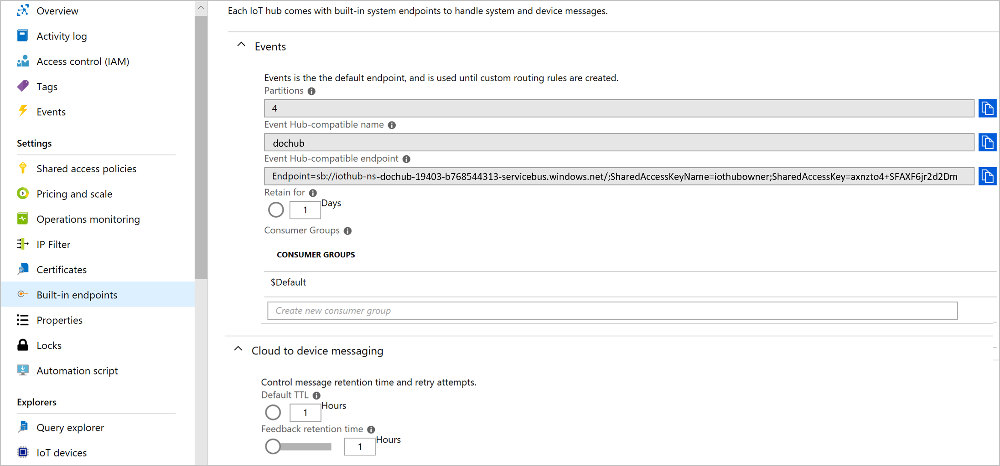 Overview
Activity log
Access control (IAM)
Tags
Events
Settings
Shared access policies
Pricing and scale
Operations monitoring
IP Filter
Certificates
Built-in endpoints
Properties
Locks
Automation script
Explorers
Query explorer
IoT devices
Each IoT hub comes with built-in system endpoints to handle system and device messages.
Events
Events is the the default endpoint, and is used until custom routing rules are created.
Partitions
4
Event Hub-compatible name
dochub
Event Hub-compatible endpoint
Endpoint=sb://iothub-ns-dochub-19403-b768544313-servicebus.windows.net/;SharedAccessKeyName=iothubowner;SharedAccessKey=axnzto4+SFAXF6jr2d2Dm
Retain for
1 Days
Consumer Groups
CONSUMER GROUPS
$Default
Create new consumer group
Cloud to device messaging
Control message retention time and retry attempts.
Default TTL
1 Hours
Feedback retention time
1 Hours